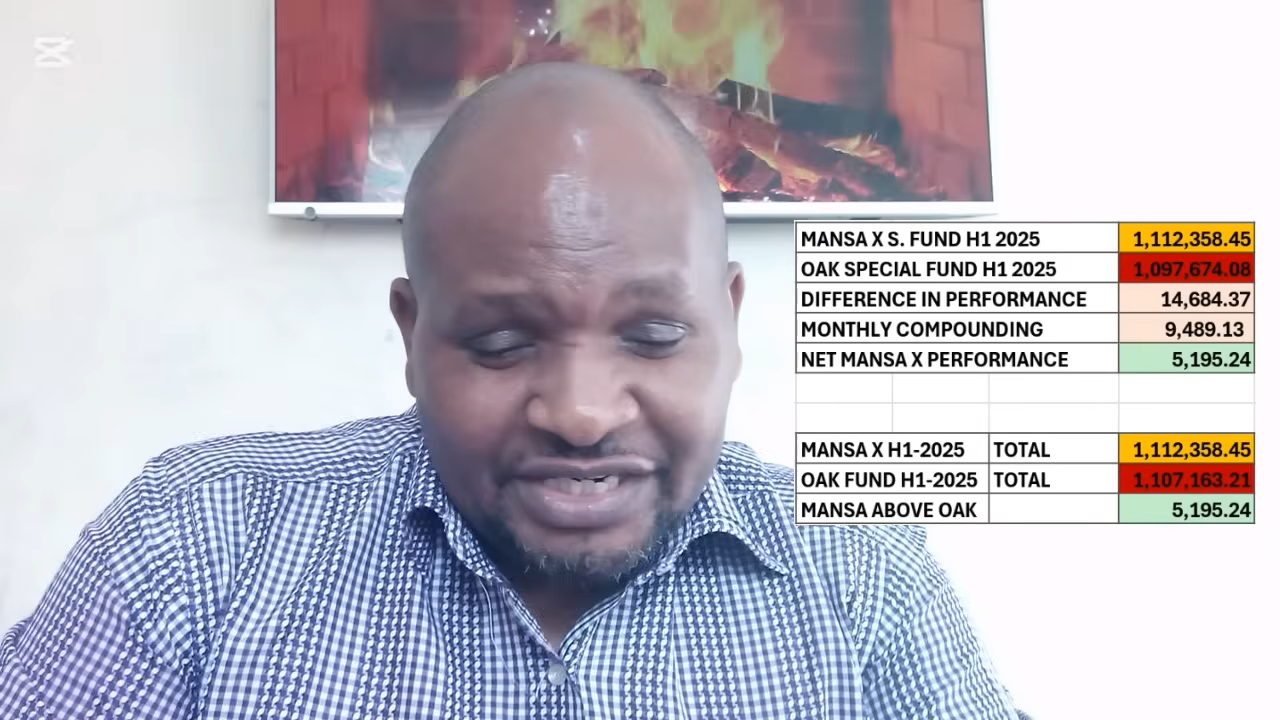 MANSA X S. FUND H1 2025 1,112,358.45
OAK SPECIAL FUND H1 2025 1,097,674.08
DIFFERENCE IN PERFORMANCE 14,684.37
MONTHLY COMPOUNDING 9,489.13
NET MANSA X PERFORMANCE 5,195.24
MANSA X H1-2025 TOTAL 1,112,358.45
OAK FUND H1-2025 TOTAL 1,107,163.21
MANSA ABOVE OAK 5,195.24